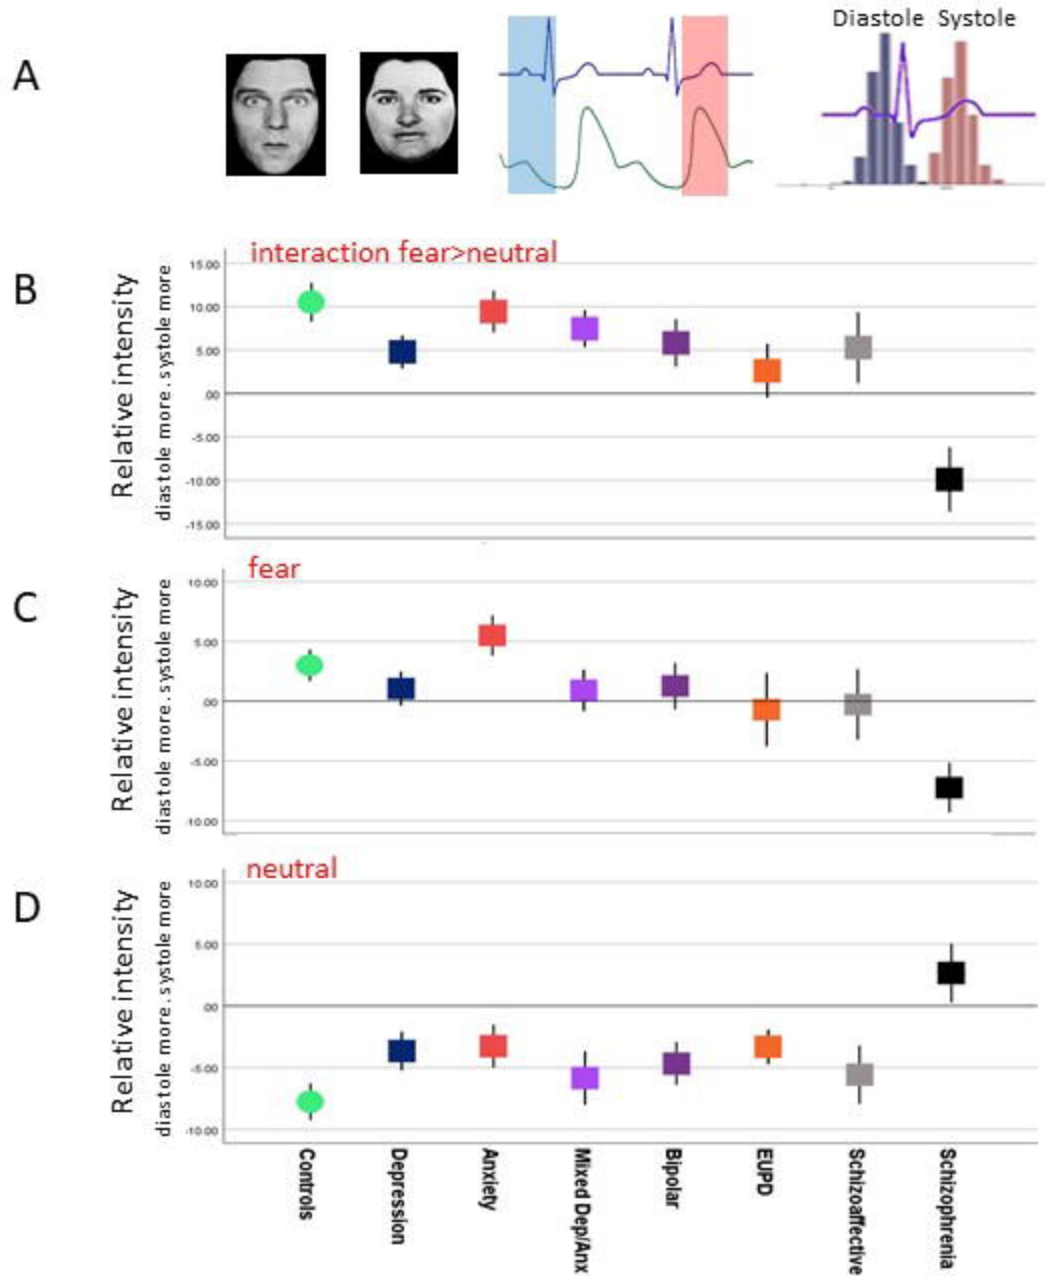 Diastole Systole
A
B
interaction fear>neutral
Relative intensity
diastole more . systole more
15.00
10.00
5.00
.00
-5.00
-10.00
-15.00
C
fear
Relative intensity
diastole more . systole more
10.00
5.00
.00
-5.00
-10.00
D
neutral
Relative intensity
diastole more . systole more
10.00
5.00
.00
-5.00
-10.00
Controls
Depression
Anxiety
Mixed Dep/Anx
Bipolar
EUPD
Schizoaffective
Schizophrenia